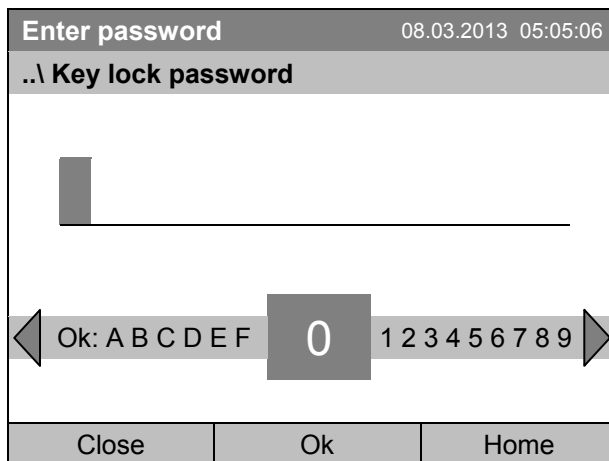 Enter password 08.03.2013 05:05:06
..\ Key lock password
Ok: A B C D E F 0 1 2 3 4 5 6 7 8 9
Close Ok Home